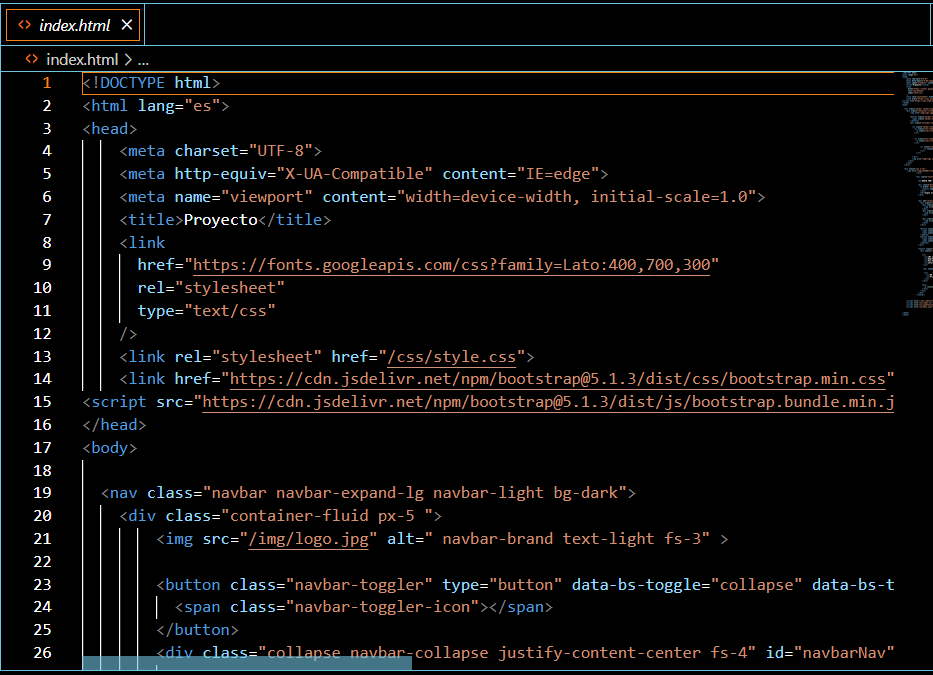 index.html
index.html > ...
1 <!DOCTYPE html>
2 <html lang="es">
3 <head>
4 <meta charset="UTF-8">
5 <meta http-equiv="X-UA-Compatible" content="IE=edge">
6 <meta name="viewport" content="width=device-width, initial-scale=1.0">
7 <title>Proyecto</title>
8 <link
9 href="https://fonts.googleapis.com/css?family=Lato:400,700,300"
10 rel="stylesheet"
11 type="text/css"
12 />
13 <link rel="stylesheet" href="/css/style.css">
14 <link href="https://cdn.jsdelivr.net/npm/bootstrap@5.1.3/dist/css/bootstrap.min.css"
15 <script src="https://cdn.jsdelivr.net/npm/bootstrap@5.1.3/dist/js/bootstrap.bundle.min.j
16 </head>
17 <body>
18
19 <nav class="navbar navbar-expand-lg navbar-light bg-dark">
20 <div class="container-fluid px-5 ">
21 <img src="/img/logo.jpg" alt=" navbar-brand text-light fs-3" >
22
23 <button class="navbar-toggler" type="button" data-bs-toggle="collapse" data-bs-t
24 <span class="navbar-toggler-icon"></span>
25 </button>
26 <div class="collapse navbar-collapse justify-content-center fs-4" id="navbarNav"